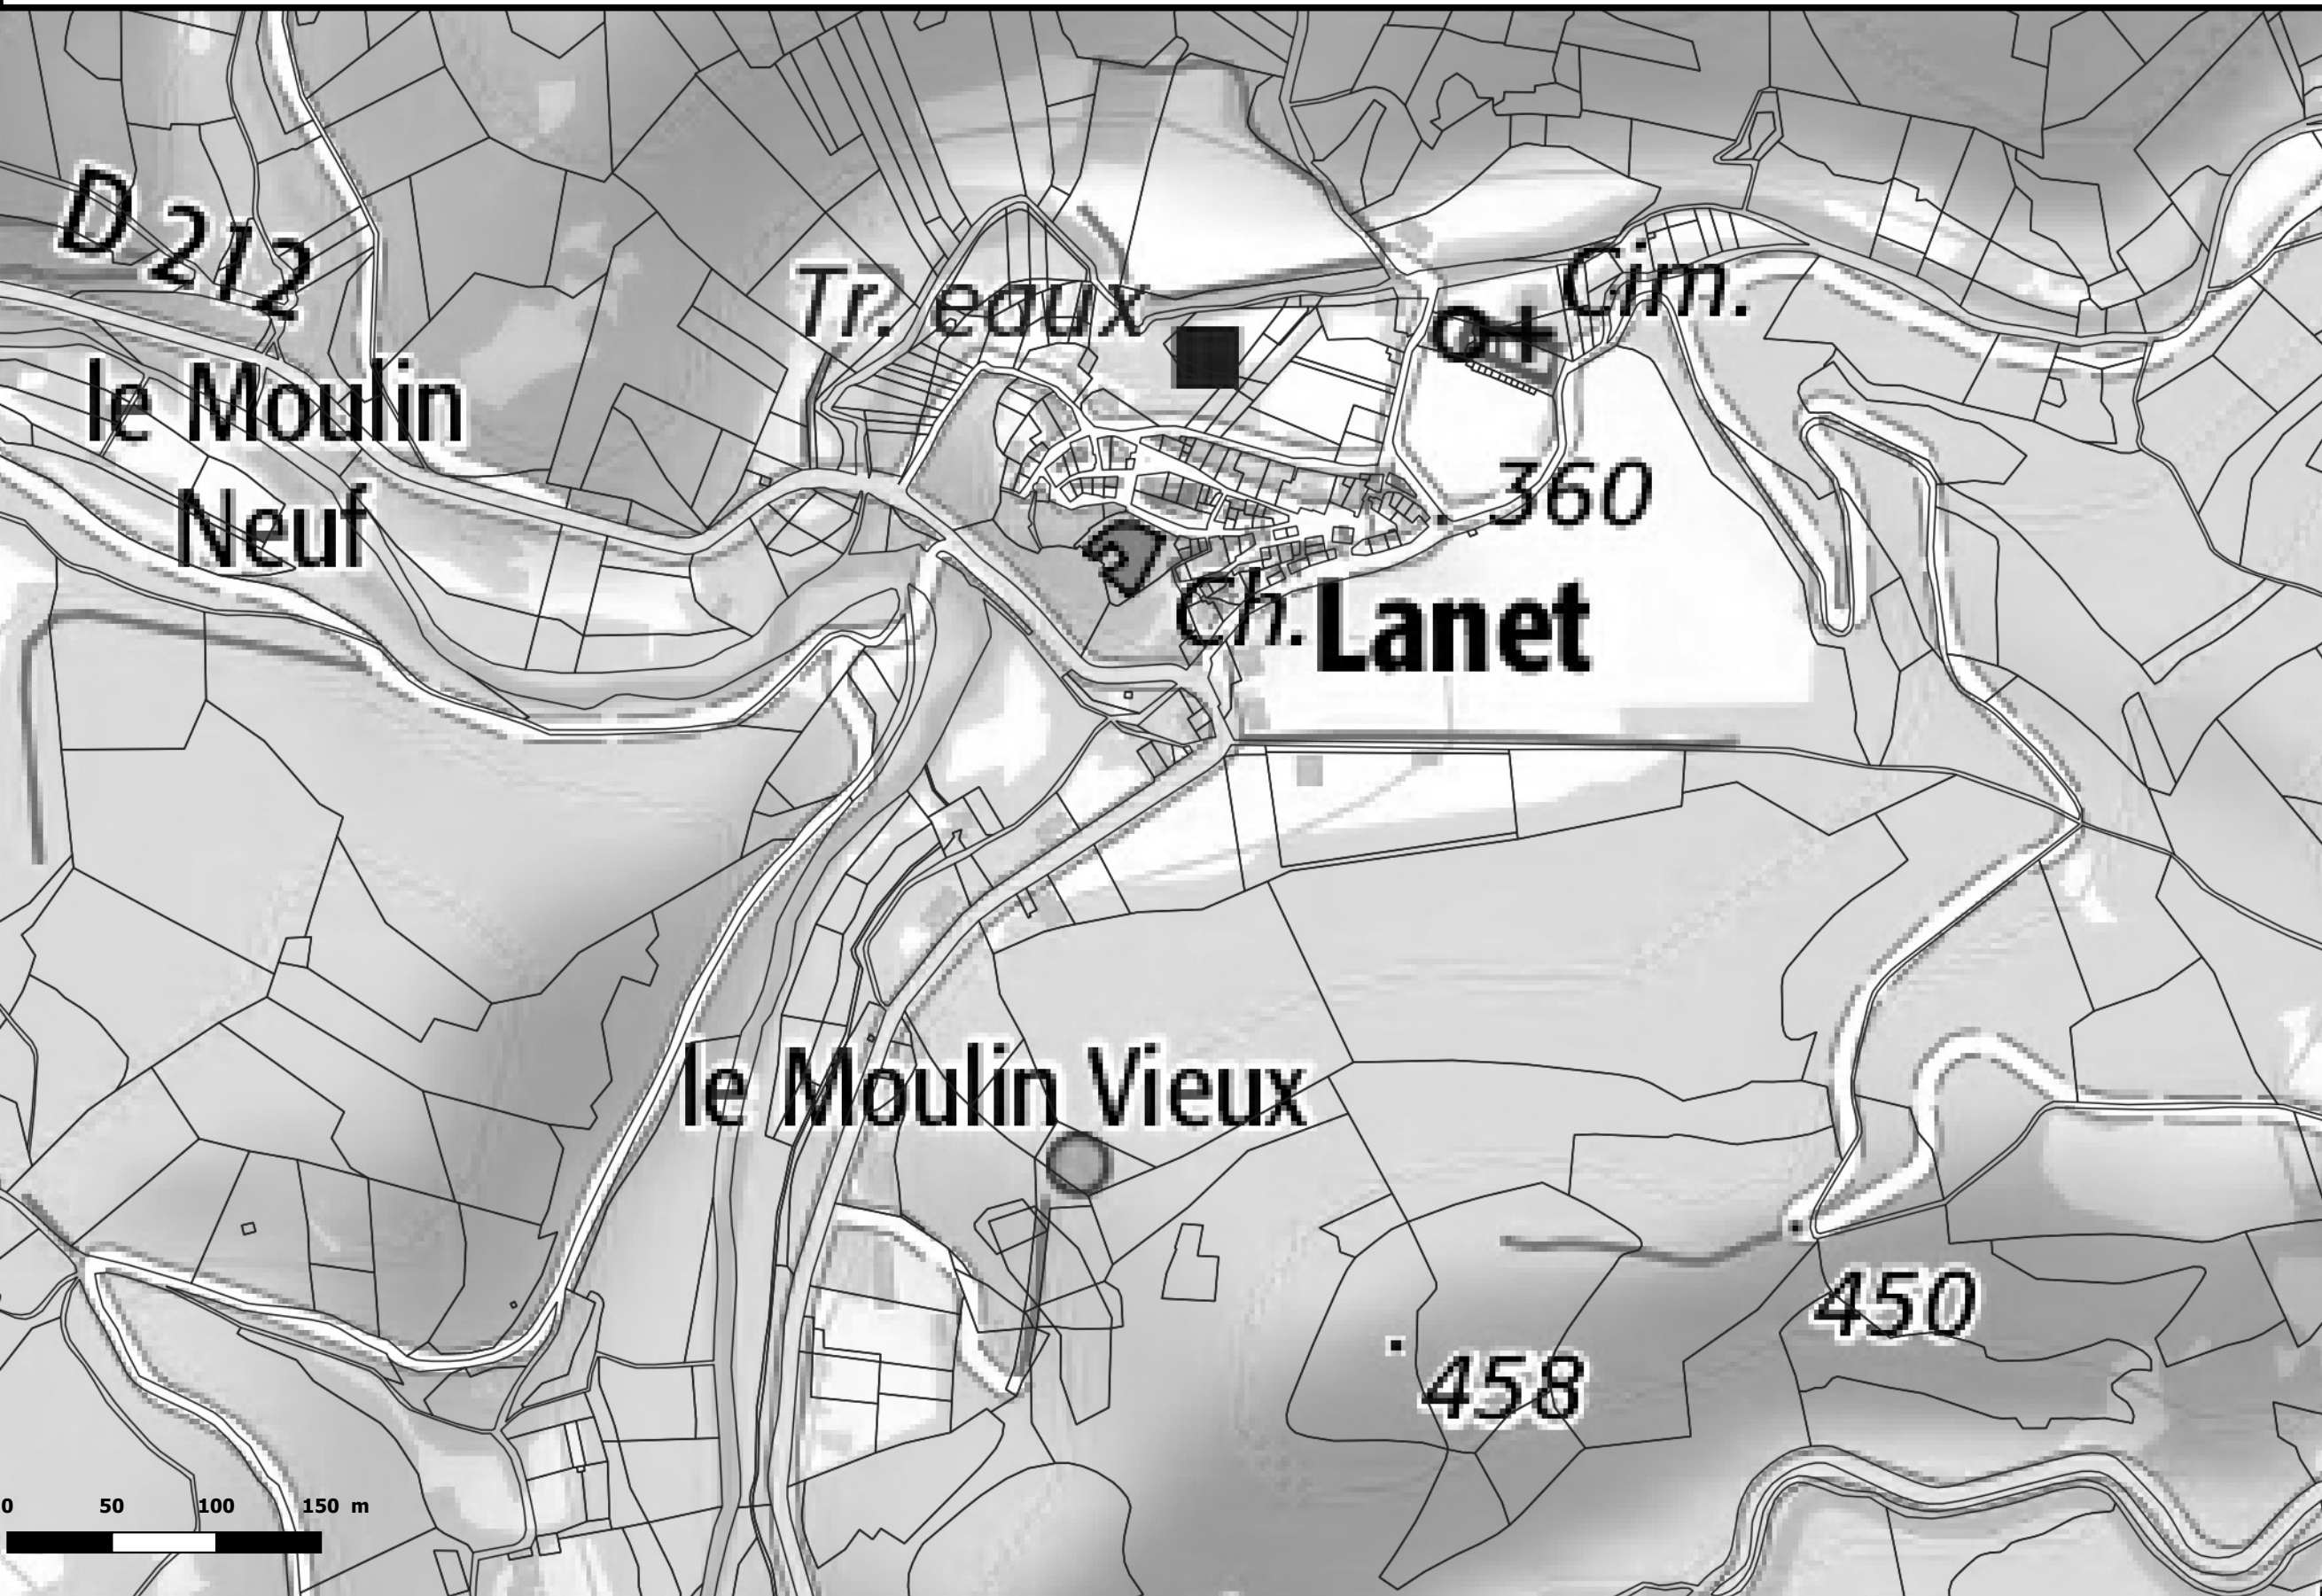 D 212
Tr. eaux
Cim.
le Moulin
Neuf
360
Ch.
Lanet
le Moulin Vieux
450
458
0 50 100 150 m